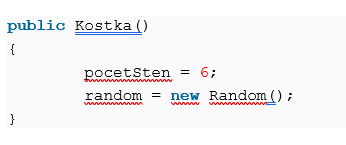 public Kostka()
{
pocetSten = 6;
random = new Random();
}